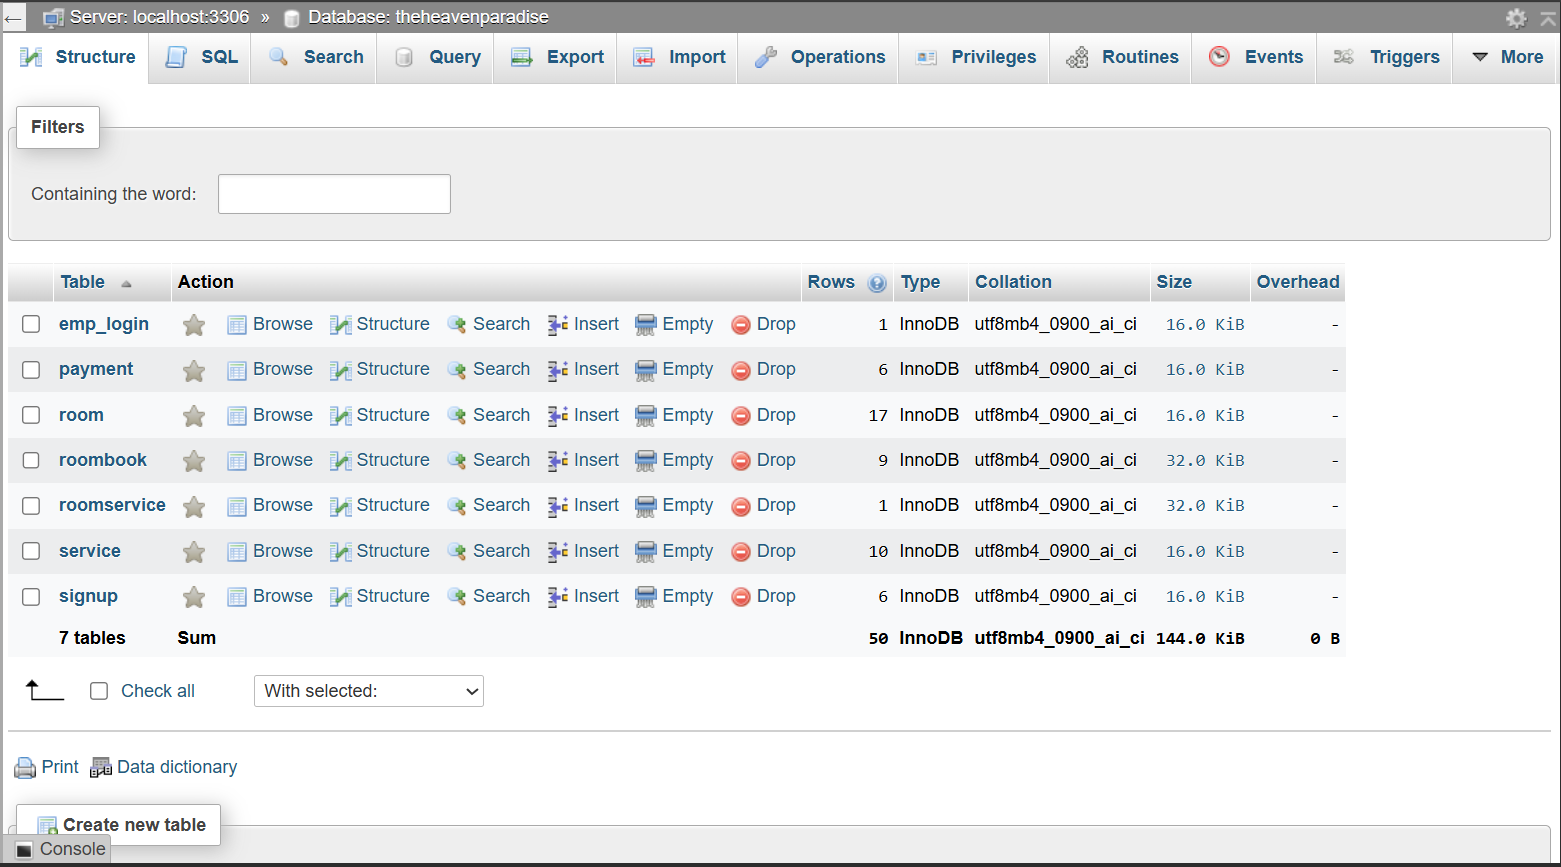 ← Server: localhost:3306 » Database: theheavenparadise
Structure SQL Search Query Export Import Operations Privileges Routines Events Triggers More
Filters
Containing the word:
Table Action Rows Type Collation Size Overhead
emp_login Browse Structure Search Insert Empty Drop 1 InnoDB utf8mb4_0900_ai_ci 16.0 KiB -
payment Browse Structure Search Insert Empty Drop 6 InnoDB utf8mb4_0900_ai_ci 16.0 KiB -
room Browse Structure Search Insert Empty Drop 17 InnoDB utf8mb4_0900_ai_ci 16.0 KiB -
roombook Browse Structure Search Insert Empty Drop 9 InnoDB utf8mb4_0900_ai_ci 32.0 KiB -
roomservice Browse Structure Search Insert Empty Drop 1 InnoDB utf8mb4_0900_ai_ci 32.0 KiB -
service Browse Structure Search Insert Empty Drop 10 InnoDB utf8mb4_0900_ai_ci 16.0 KiB -
signup Browse Structure Search Insert Empty Drop 6 InnoDB utf8mb4_0900_ai_ci 16.0 KiB -
7 tables Sum 50 InnoDB utf8mb4_0900_ai_ci 144.0 KiB 0 B
Check all With selected:
Print Data dictionary
Create new table
Console